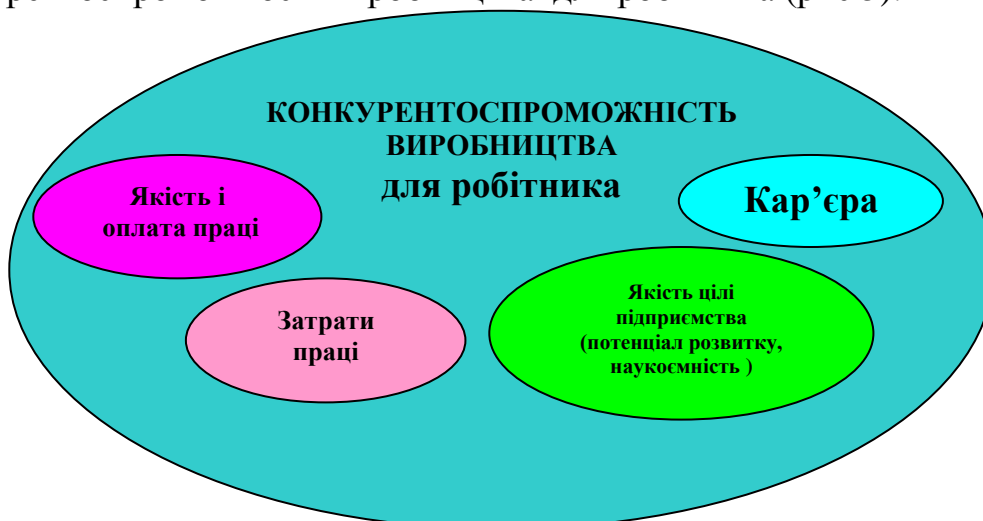 КОНКУРЕНТОСПРОМОЖНІСТЬ
ВИРОБНИЦТВА
для робітника
Якість і
оплата праці
Кар’єра
Затрати
праці
Якість цілі
підприємства
(потенціал розвитку,
наукоємність )